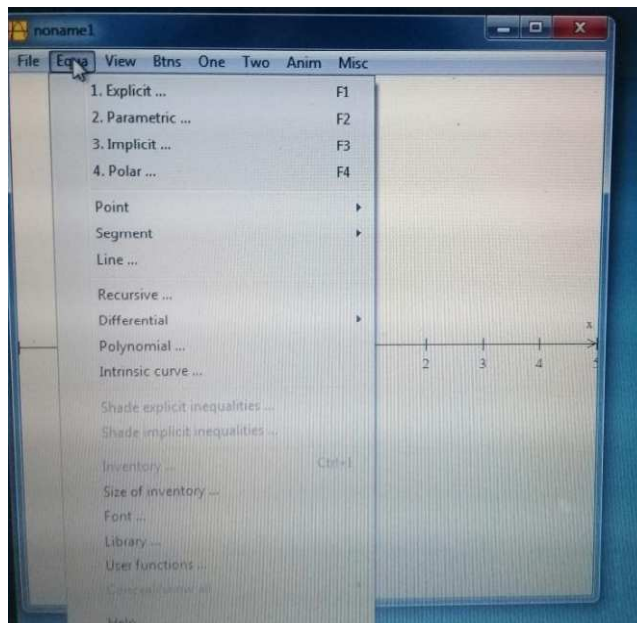 noname1
File Equa View Btns One Two Anim Misc
1. Explicit ... F1
2. Parametric ... F2
3. Implicit ... F3
4. Polar ... F4
Point
Segment
Line ...
Recursive ...
Differential
Polynomial ...
Intrinsic curve ...
Shade explicit inequalities ...
Shade implicit inequalities ...
Inventory ... Ctrl+I
Size of inventory ...
Font ...
Library ...
User functions ...
Help
x
2 3 4 5